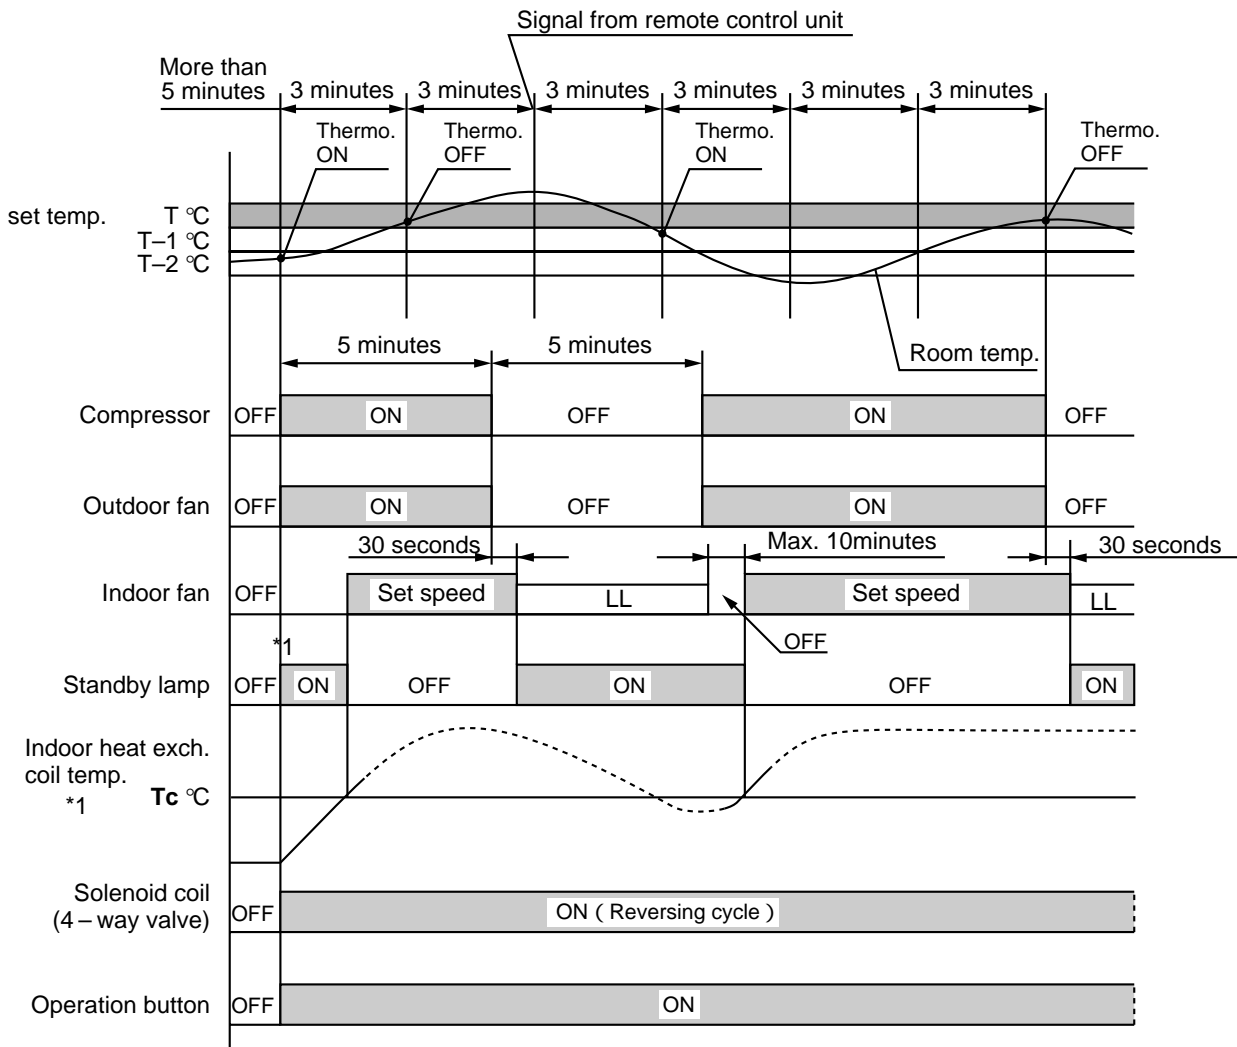 Signal from remote control unit
More than
5 minutes
3 minutes
3 minutes
3 minutes
3 minutes
3 minutes
3 minutes
Thermo.
ON
Thermo.
OFF
Thermo.
ON
Thermo.
OFF
set temp.
T °C
T–1 °C
T–2 °C
Room temp.
5 minutes
5 minutes
Compressor
OFF
ON
OFF
ON
OFF
Outdoor fan
OFF
ON
OFF
ON
OFF
30 seconds
Max. 10minutes
30 seconds
Indoor fan
OFF
Set speed
LL
OFF
Set speed
LL
*1
Standby lamp
OFF
ON
OFF
ON
OFF
ON
Indoor heat exch.
coil temp.
*1
Tc °C
Solenoid coil
(4 – way valve)
OFF
ON ( Reversing cycle )
Operation button
OFF
ON